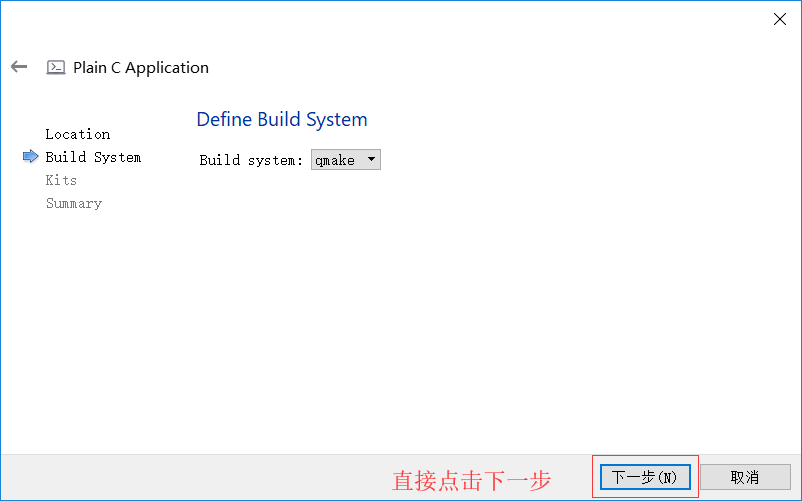 Plain C Application
Define Build System
Location
Build System
Kits
Summary
Build system: qmake
直接点击下一步
下一步(N)
取消